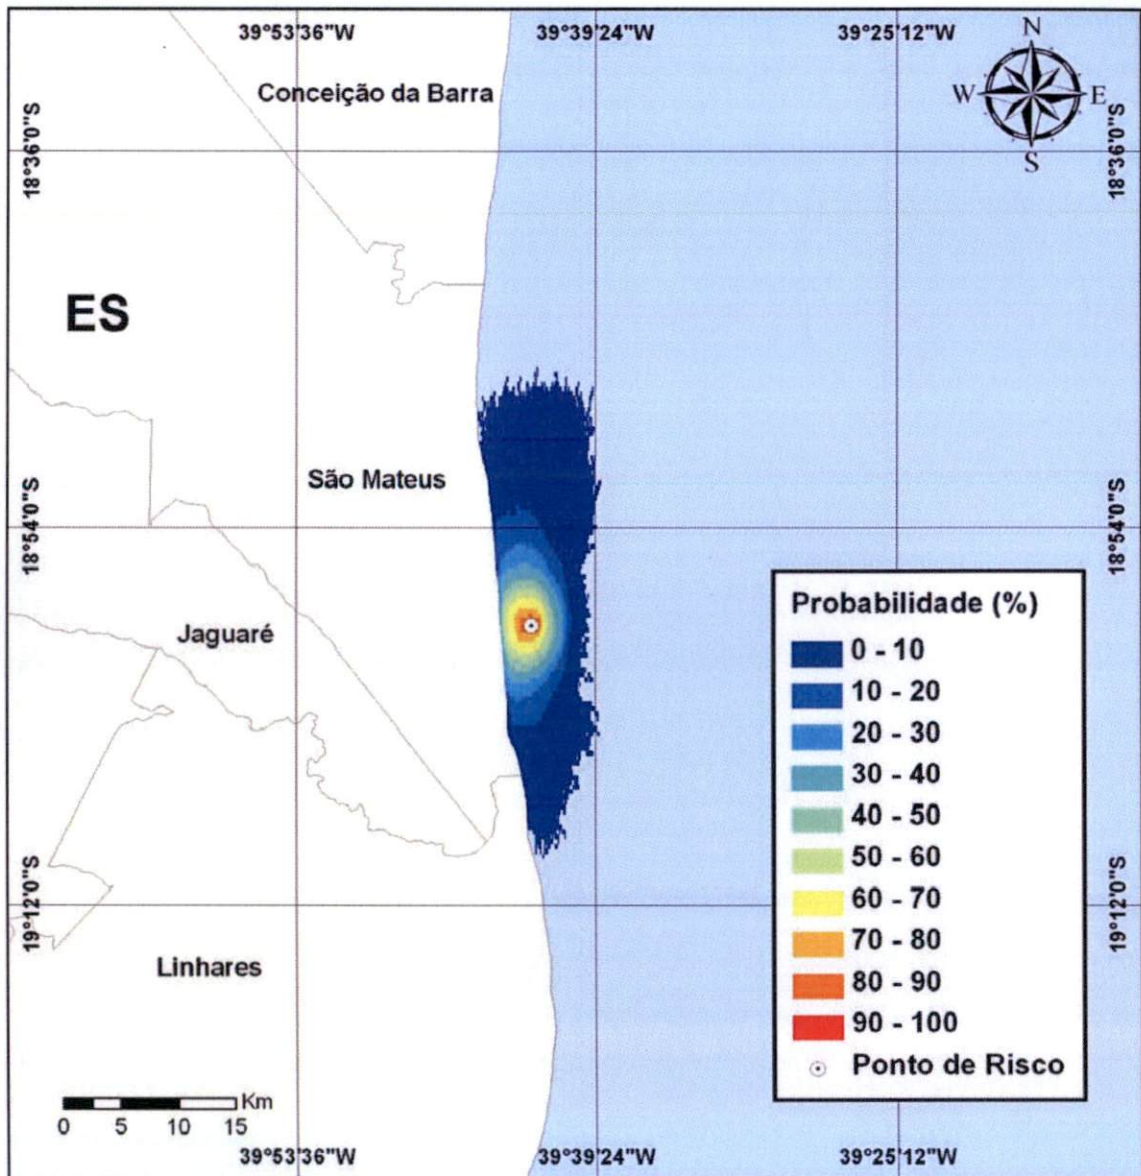 39°53'36"W
39°39'24"W
39°25'12"W
N
W
E
S
Conceição da Barra
18°36'0"S
18°36'0"S
ES
São Mateus
18°54'0"S
18°54'0"S
Jaguaré
Probabilidade (%)
0 - 10
10 - 20
20 - 30
30 - 40
40 - 50
50 - 60
60 - 70
70 - 80
80 - 90
90 - 100
Ponto de Risco
19°12'0"S
19°12'0"S
Linhares
Km
0 5 10 15
39°53'36"W
39°39'24"W
39°25'12"W